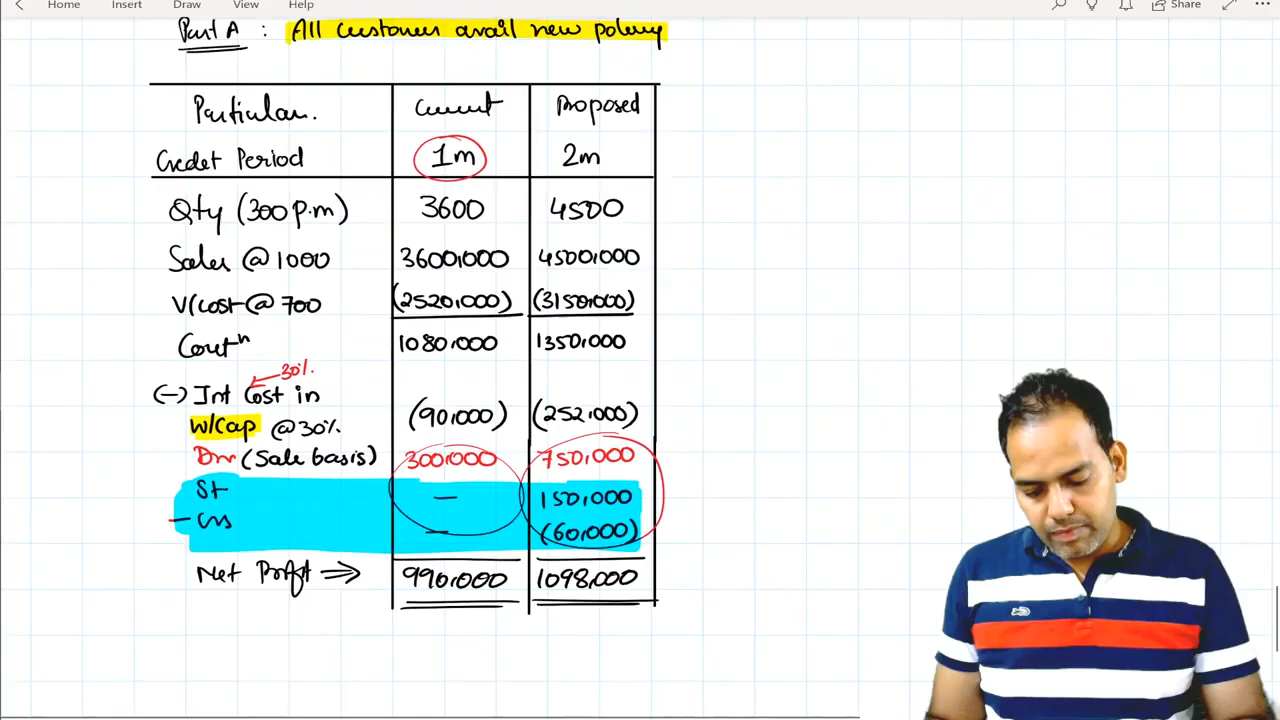 Home Insert Draw View Help Share
Part A : All customer avail new policy
Particular. Current Proposed
Credit Period 1m 2m
Qty (300 p.m) 3600 4500
Sales @ 1000 3600,000 4500,000
V/cost @ 700 (2520,000) (3150,000)
Contn 1080,000 1350,000
30%.
(-) Int Cost in
W/Cap @30%. (90,000) (252,000)
Drs (Sale basis) 300,000 750,000
St — 150,000
- Crs — (60,000)
Net Profit ⇒ 990,000 1098,000